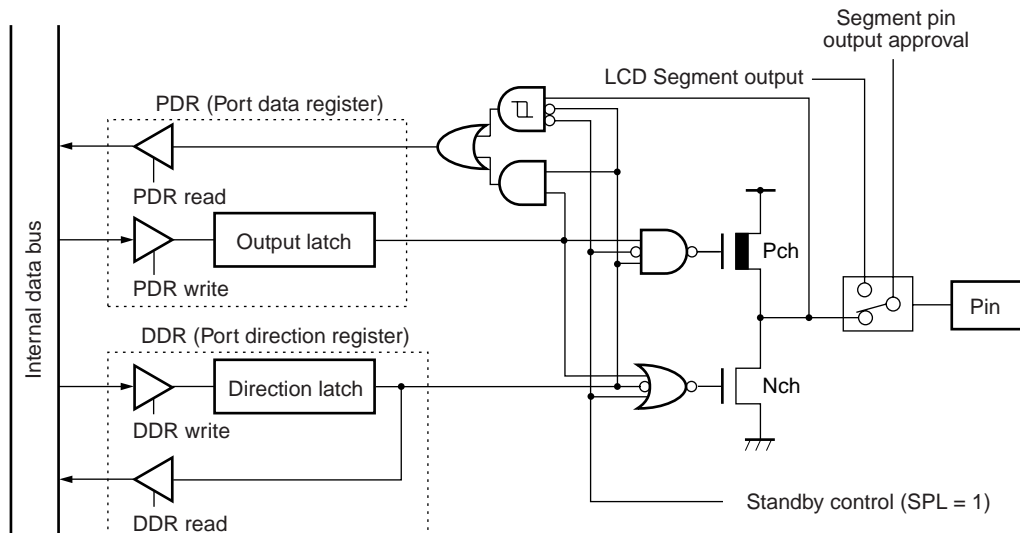 Segment pin
output approval
LCD Segment output
PDR (Port data register)
PDR read
Output latch
PDR write
Pch
Pin
Internal data bus
DDR (Port direction register)
Direction latch
Nch
DDR write
DDR read
Standby control (SPL = 1)